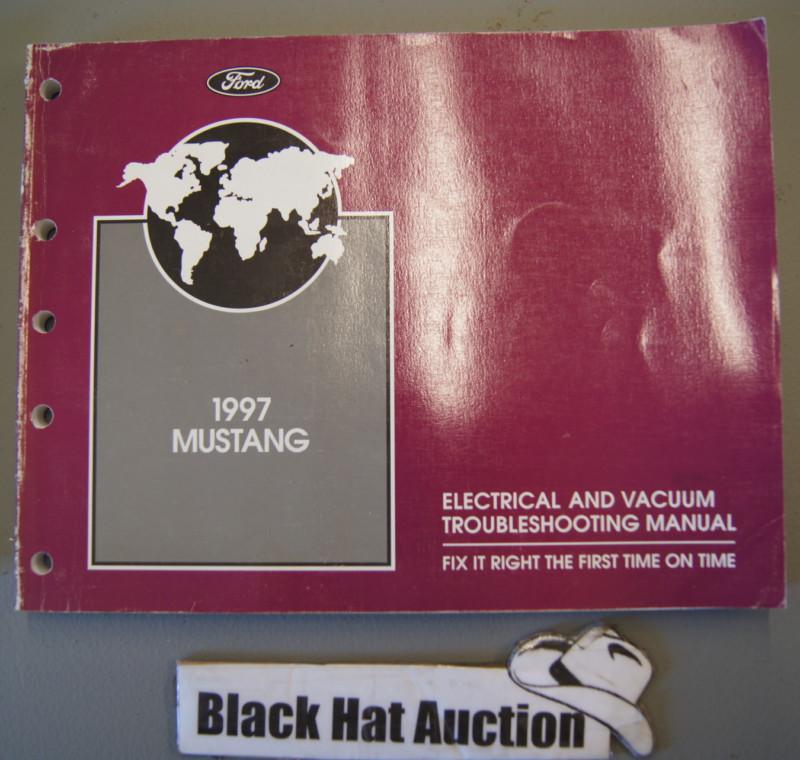 Ford
1997
MUSTANG
ELECTRICAL AND VACUUM
TROUBLESHOOTING MANUAL
FIX IT RIGHT THE FIRST TIME ON TIME
Black Hat Auction